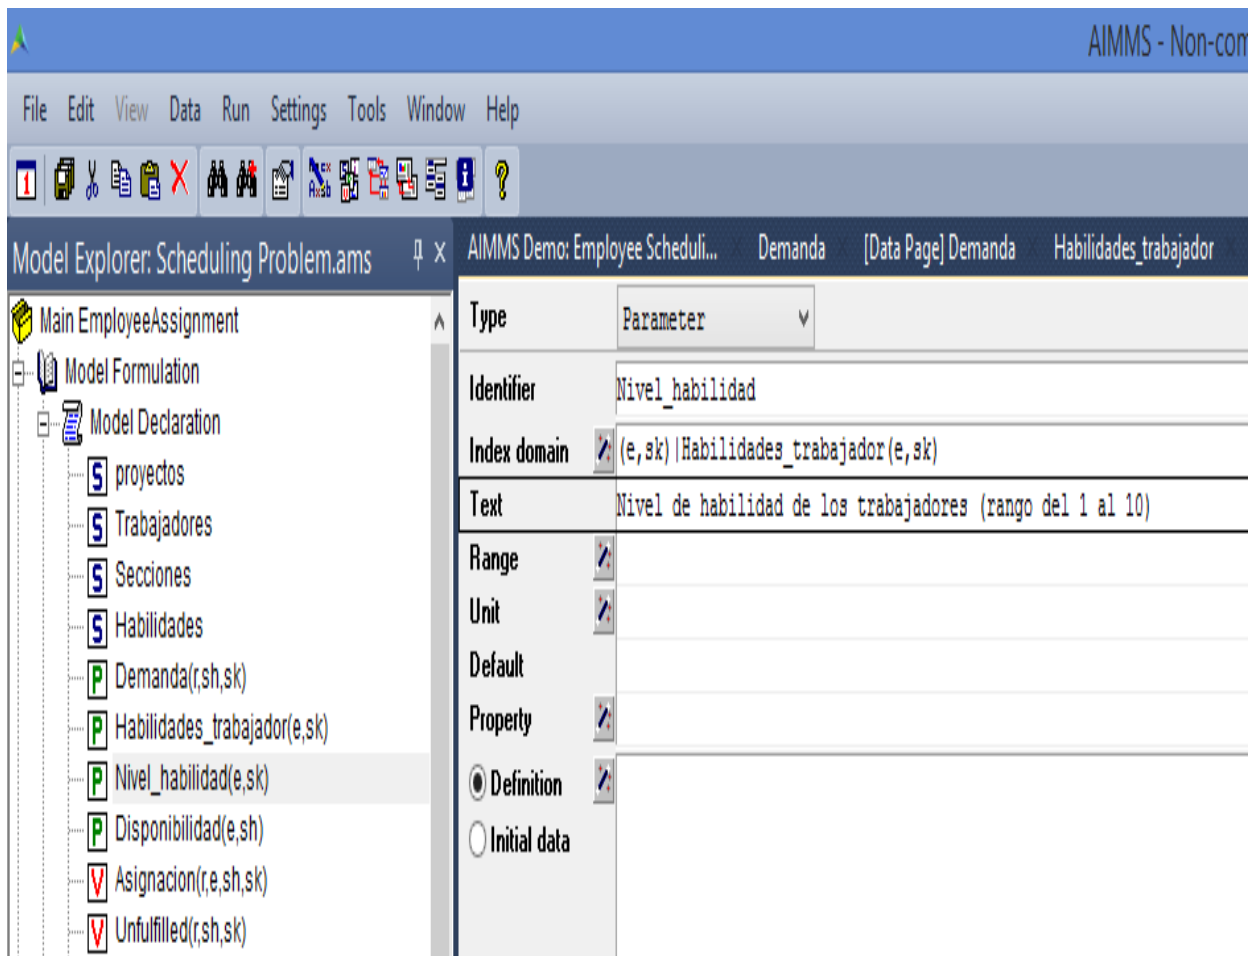 AIMMS - Non-com
File Edit View Data Run Settings Tools Window Help
Model Explorer: Scheduling Problem.ams
Main EmployeeAssignment
Model Formulation
Model Declaration
S proyectos
S Trabajadores
S Secciones
S Habilidades
P Demanda(r,sh,sk)
P Habilidades_trabajador(e,sk)
P Nivel_habilidad(e,sk)
P Disponibilidad(e,sh)
V Asignacion(r,e,sh,sk)
V Unfulfilled(r,sh,sk)
AIMMS Demo: Employee Scheduli... Demanda [Data Page] Demanda Habilidades_trabajador
Type Parameter
Identifier Nivel_habilidad
Index domain (e,sk)|Habilidades_trabajador(e,sk)
Text Nivel de habilidad de los trabajadores (rango del 1 al 10)
Range
Unit
Default
Property
Definition
Initial data